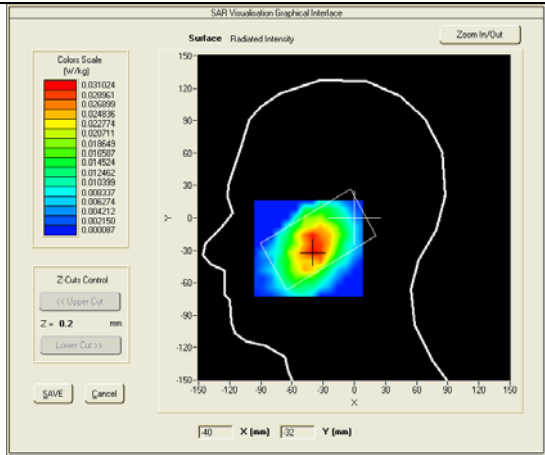 SAR Visualisation Graphical Interface
Surface Radiated Intensity
Zoom In/Out
Colors Scale
(W/kg)
0.031024
0.028961
0.026899
0.024836
0.022774
0.020711
0.018649
0.016587
0.014524
0.012462
0.010399
0.008337
0.006274
0.004212
0.002150
0.000087
Z-Cuts Control
<< Upper Cut
Z = 0.2 mm
Lower Cut >>
SAVE Cancel
150-
120-
90-
60-
30-
0-
-30-
-60-
-90-
-120-
-150-
Y
-150 -120 -90 -60 -30 0 30 60 90 120 150
X
-40 X (mm) -32 Y (mm)